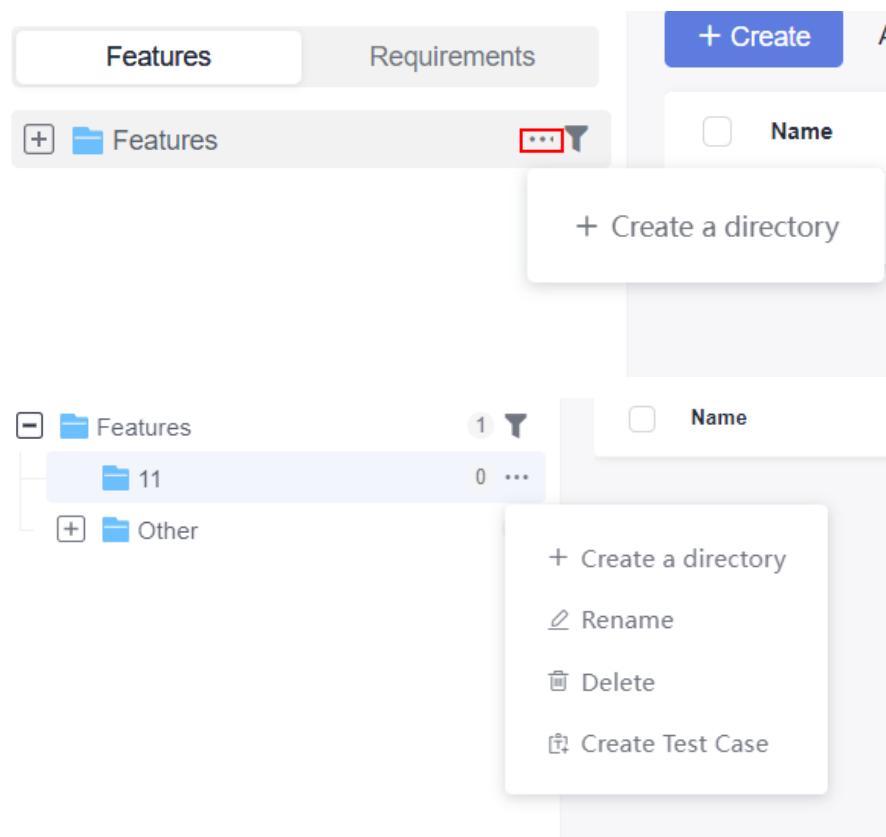 Features Requirements + Create A
Features
Name
+ Create a directory
Features 1
Name
11 0
Other
+ Create a directory
Rename
Delete
Create Test Case